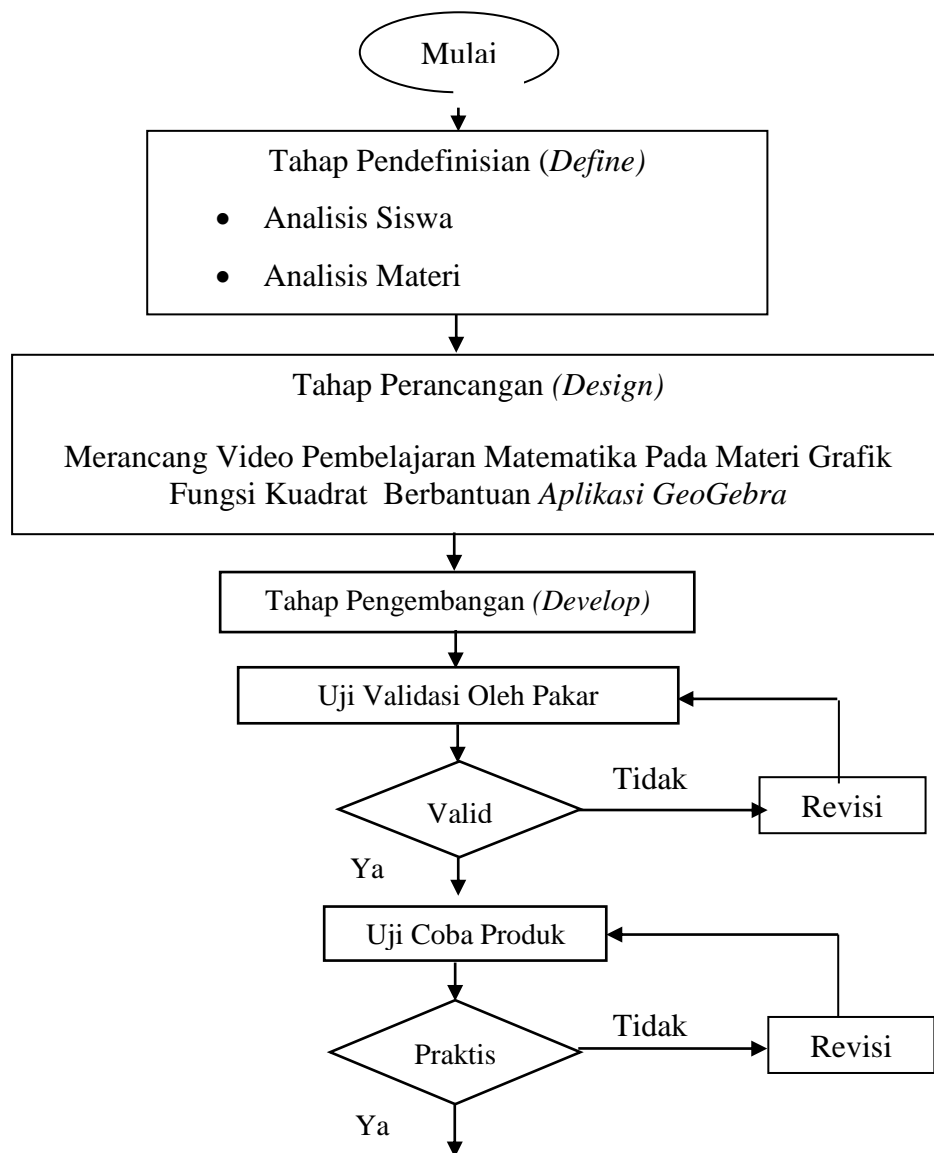 Mulai
Tahap Pendefinisian (Define)
• Analisis Siswa
• Analisis Materi
Tahap Perancangan (Design)
Merancang Video Pembelajaran Matematika Pada Materi Grafik
Fungsi Kuadrat Berbantuan Aplikasi GeoGebra
Tahap Pengembangan (Develop)
Uji Validasi Oleh Pakar
Valid
Tidak
Revisi
Ya
Uji Coba Produk
Praktis
Tidak
Revisi
Ya